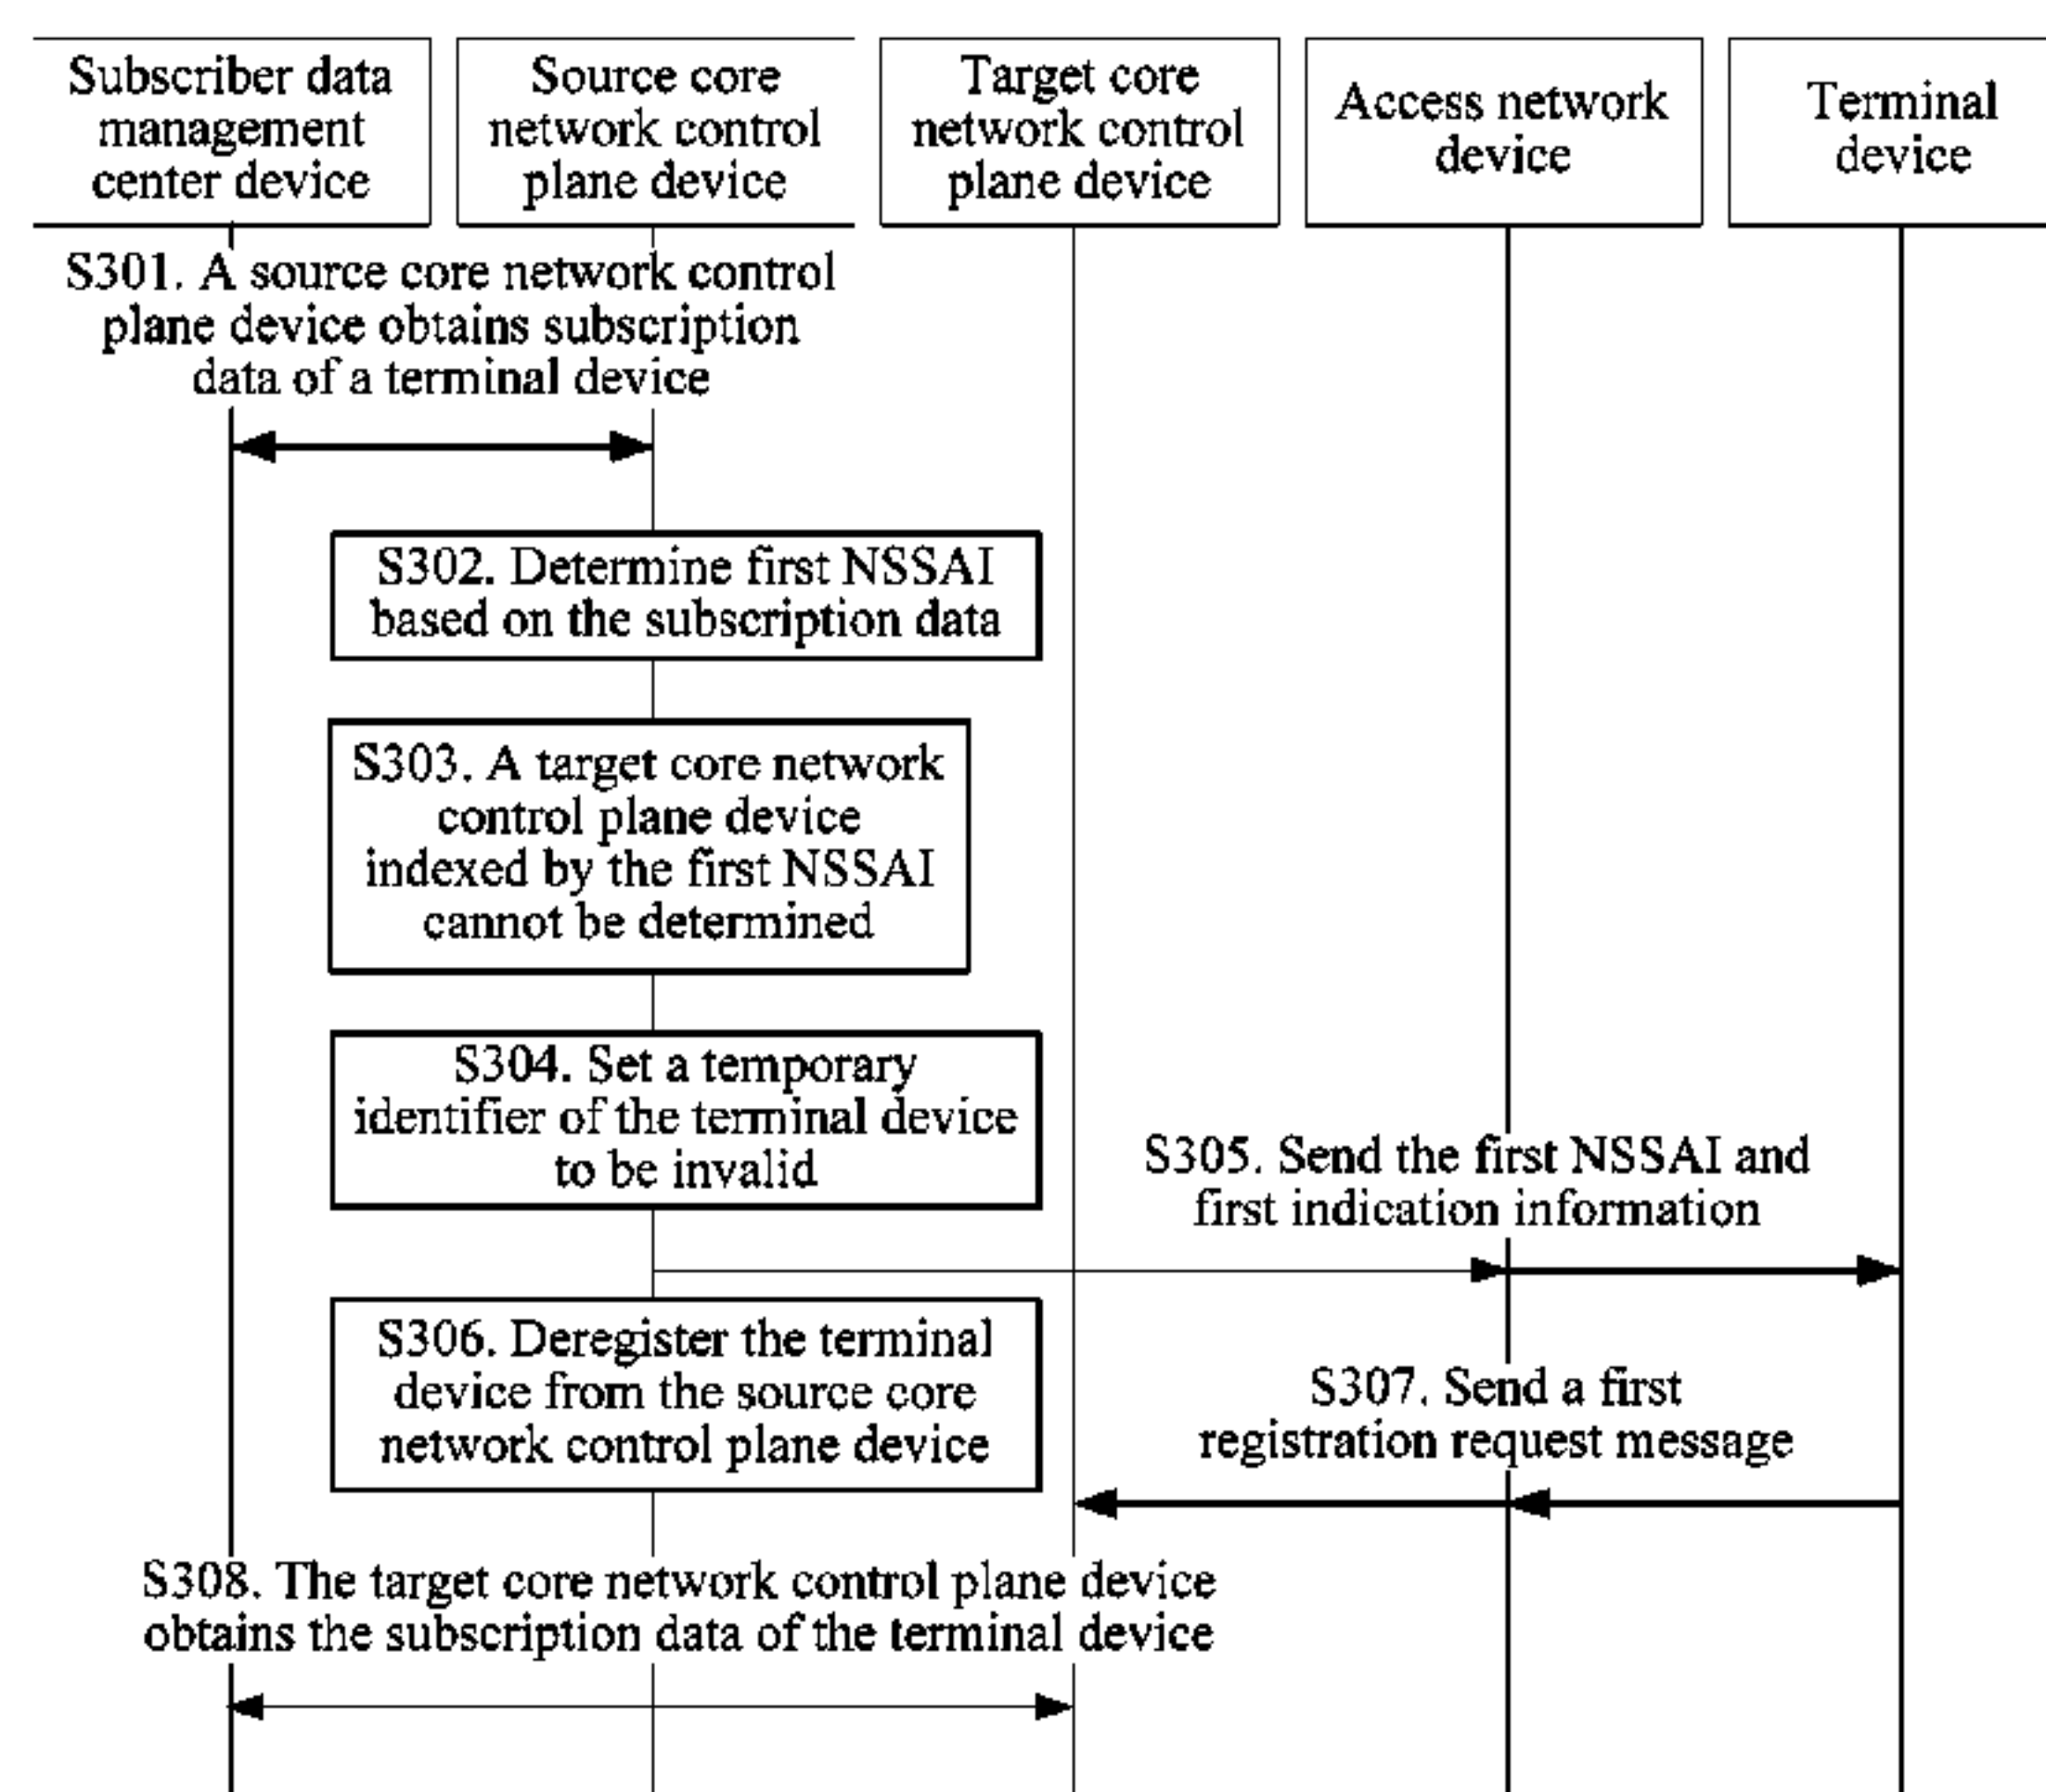 Subscriber data
management
center device
Source core
network control
plane device
Target core
network control
plane device
Access network
device
Terminal
device
S301. A source core network control
plane device obtains subscription
data of a terminal device
S302. Determine first NSSAI
based on the subscription data
S303. A target core network
control plane device
indexed by the first NSSAI
cannot be determined
S304. Set a temporary
identifier of the terminal device
to be invalid
S305. Send the first NSSAI and
first indication information
S306. Deregister the terminal
device from the source core
network control plane device
S307. Send a first
registration request message
S308. The target core network control plane device
obtains the subscription data of the terminal device